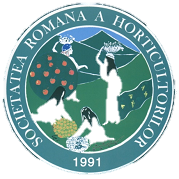 SOCIETATEA ROMANA A HORTICULTORILOR
1991